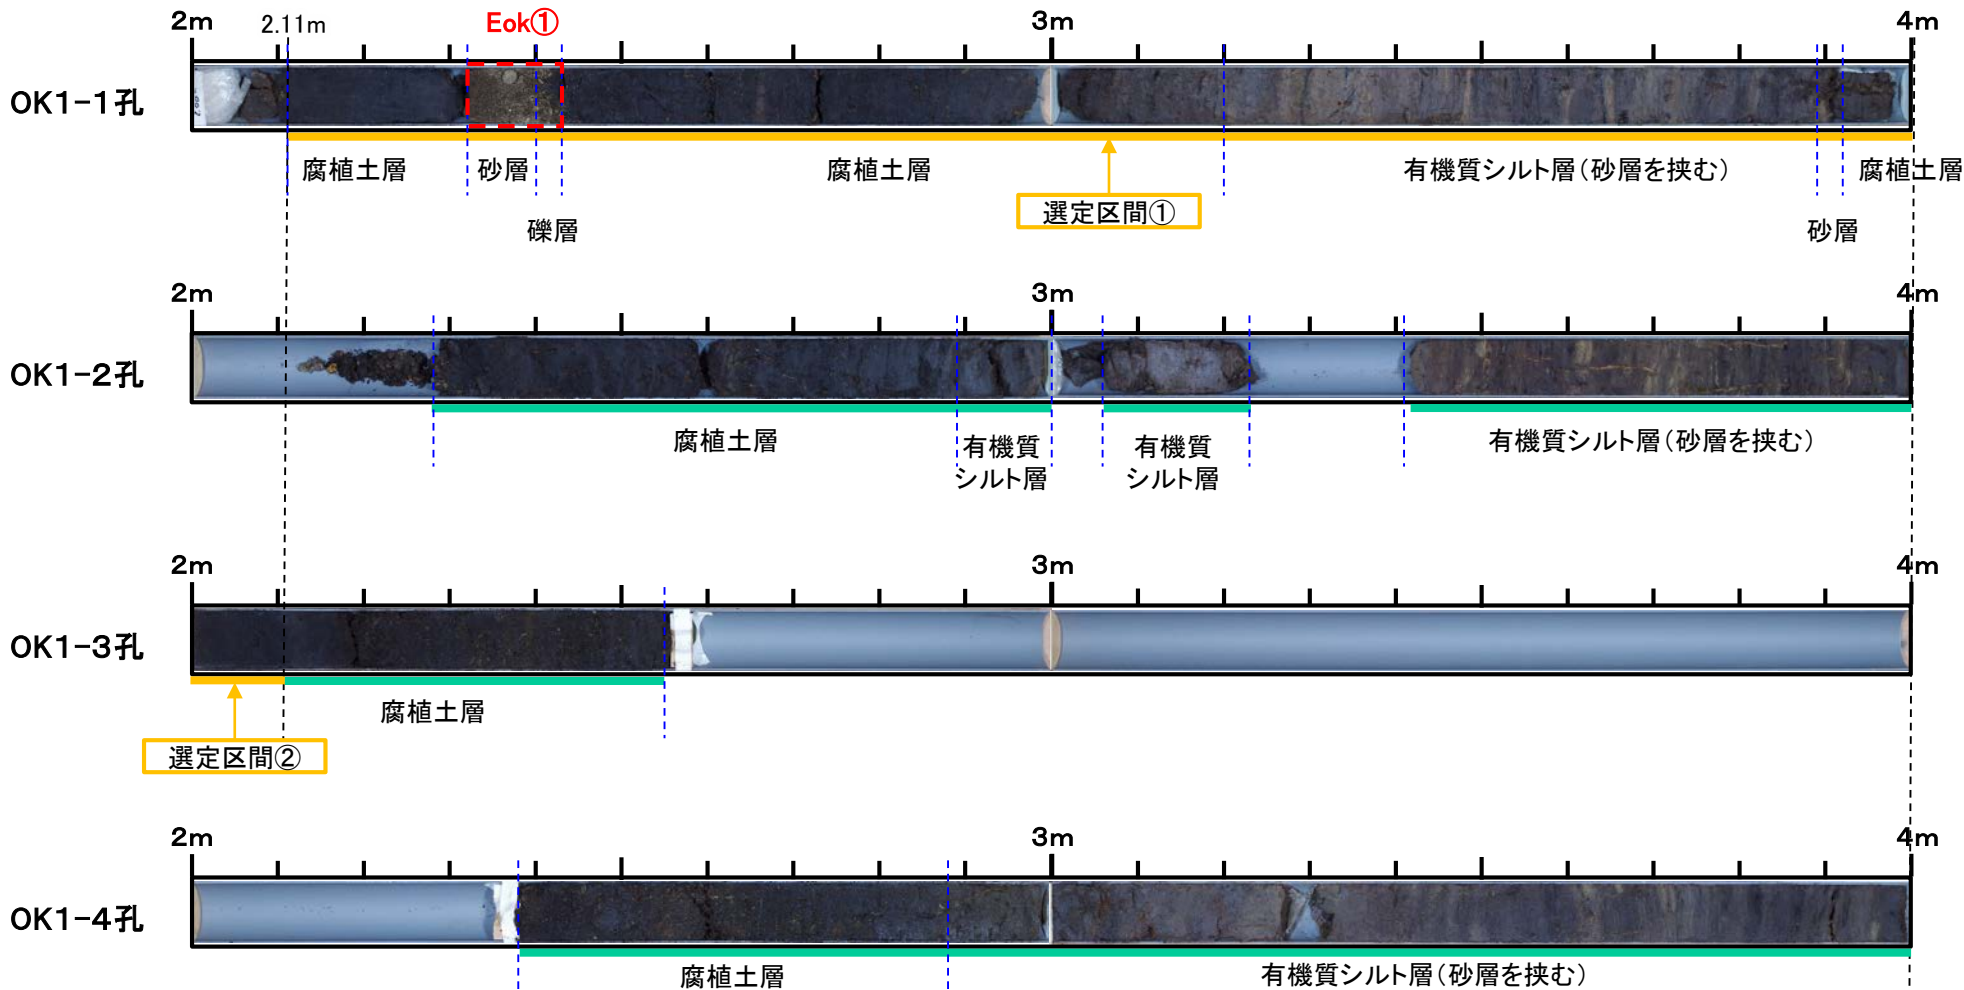 2m
2.11m
Eok①
3m
4m
OK1-1孔
腐植土層
砂層
腐植土層
有機質シルト層(砂層を挟む)
腐植土層
選定区間①
礫層
砂層
2m
3m
4m
OK1-2孔
腐植土層
有機質
シルト層
有機質
シルト層
有機質シルト層(砂層を挟む)
2m
3m
4m
OK1-3孔
腐植土層
選定区間②
2m
3m
4m
OK1-4孔
腐植土層
有機質シルト層(砂層を挟む)